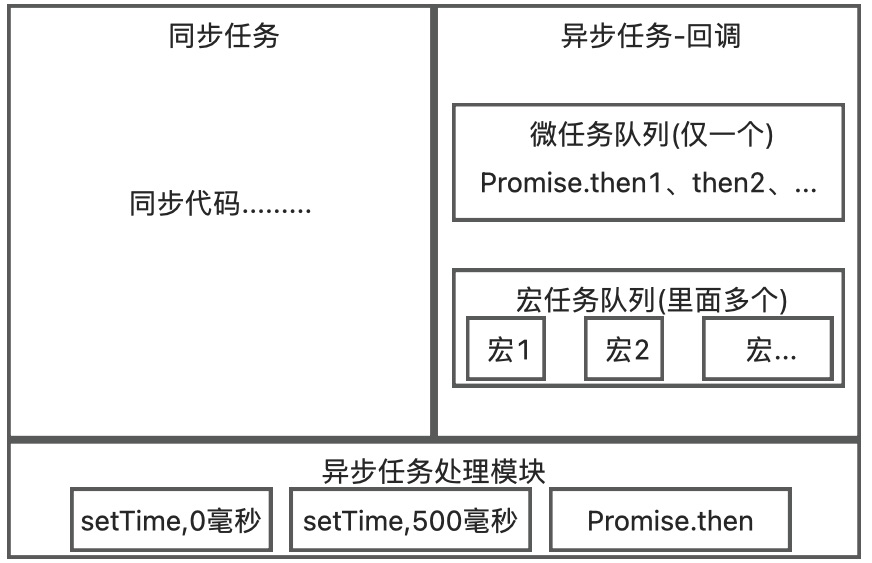 同步任务
同步代码.........
异步任务-回调
微任务队列(仅一个)
Promise.then1、then2、...
宏任务队列(里面多个)
宏1
宏2
宏...
异步任务处理模块
setTime,0毫秒
setTime,500毫秒
Promise.then